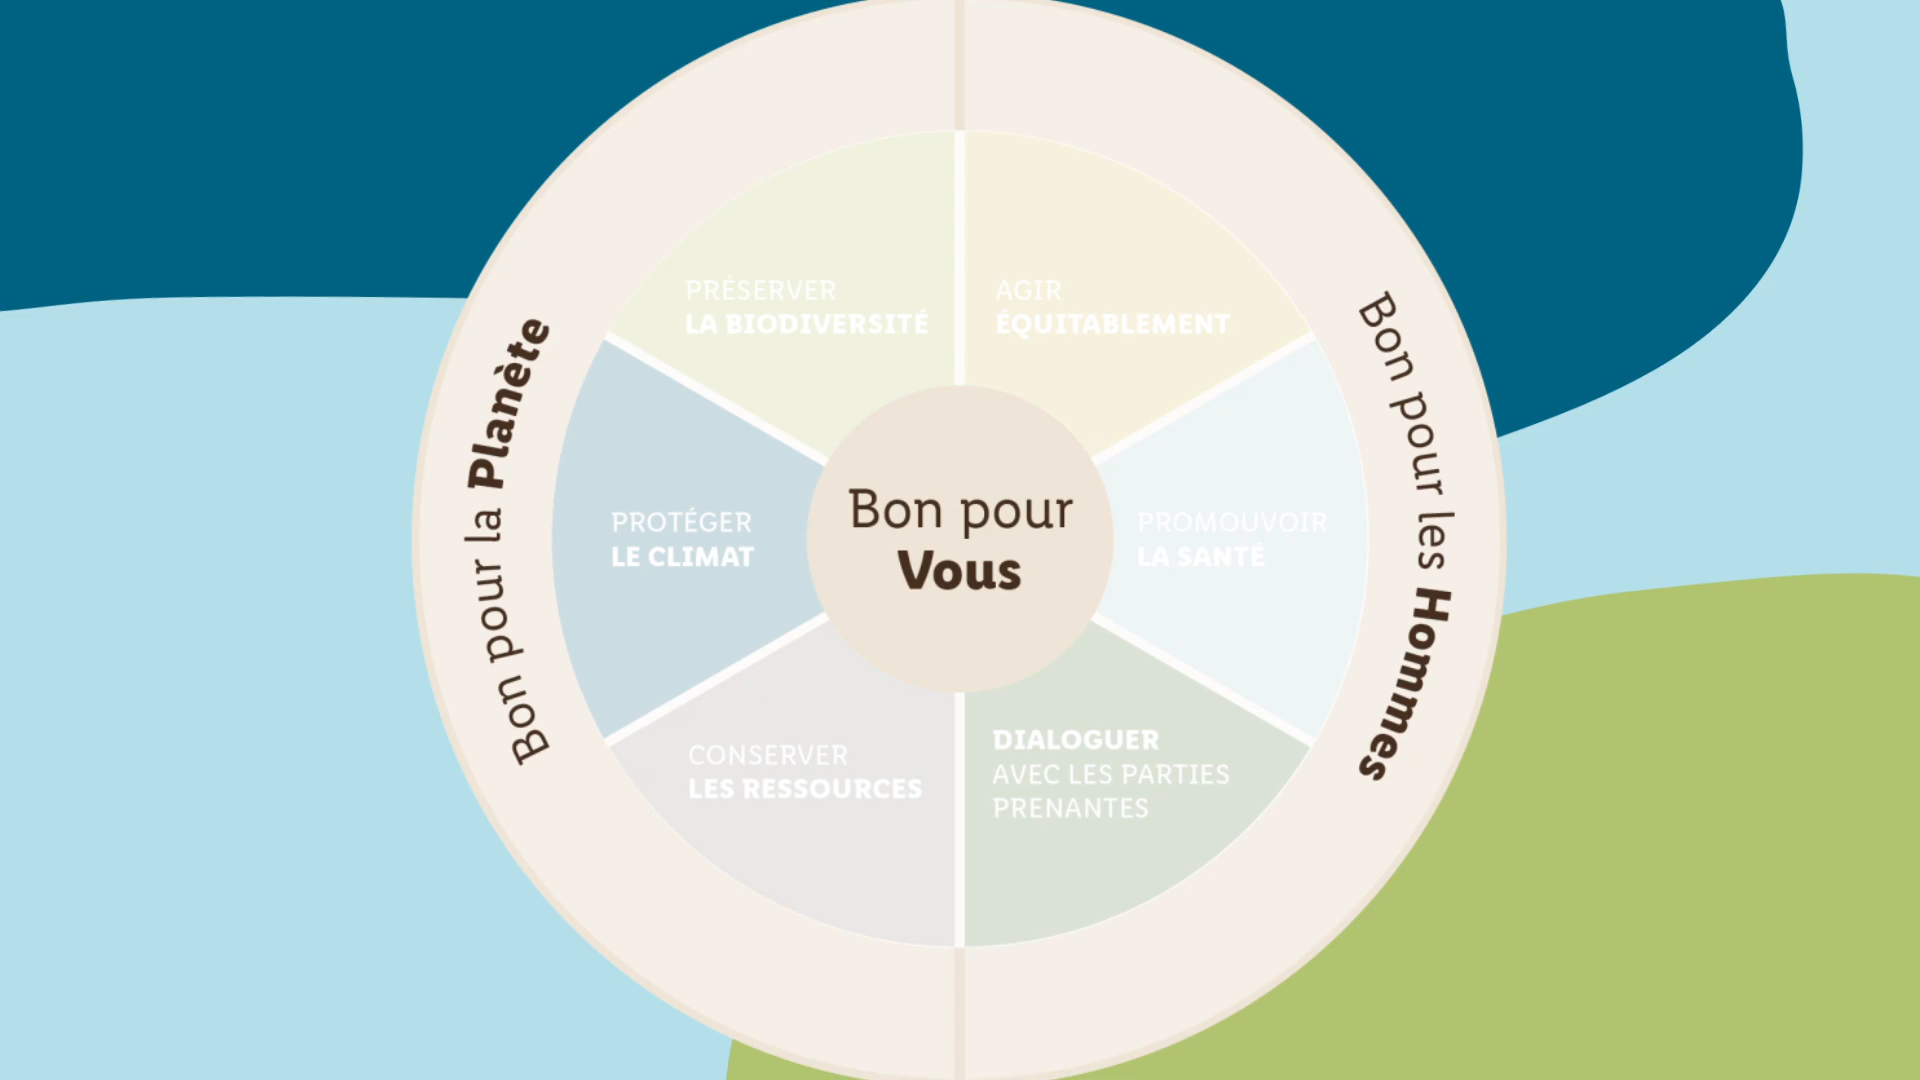 PRÉSERVER
LA BIODIVERSITÉ
AGIR
ÉQUITABLEMENT
Bon pour la Planète
Bon pour les Hommes
PROTÉGER
LE CLIMAT
Bon pour
Vous
PROMOUVOIR
LA SANTÉ
CONSERVER
LES RESSOURCES
DIALOGUER
AVEC LES PARTIES
PRENANTES